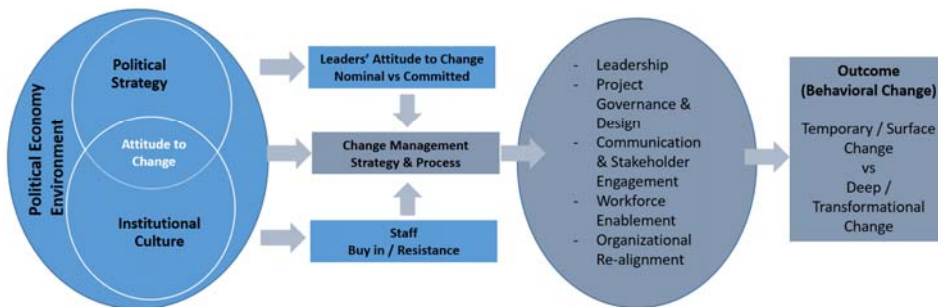 Political Economy
Environment
Political
Strategy
Attitude to
Change
Institutional
Culture
Leaders' Attitude to Change
Nominal vs Committed
Change Management
Strategy & Process
Staff
Buy in / Resistance
- Leadership
- Project
Governance &
Design
- Communication
& Stakeholder
Engagement
- Workforce
Enablement
- Organizational
Re-alignment
Outcome
(Behavioral Change)
Temporary / Surface
Change
vs
Deep /
Transformational
Change